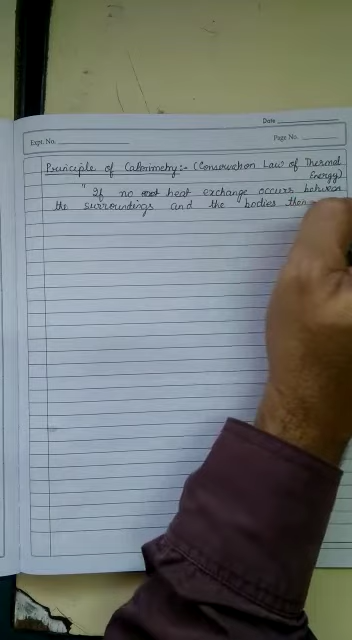 Date
Expt. No.
Page No.
Principle of Calorimetry:- (Conservation Law of Thermal
Energy)
"If no heat exchange occurs between
the surroundings and the bodies then